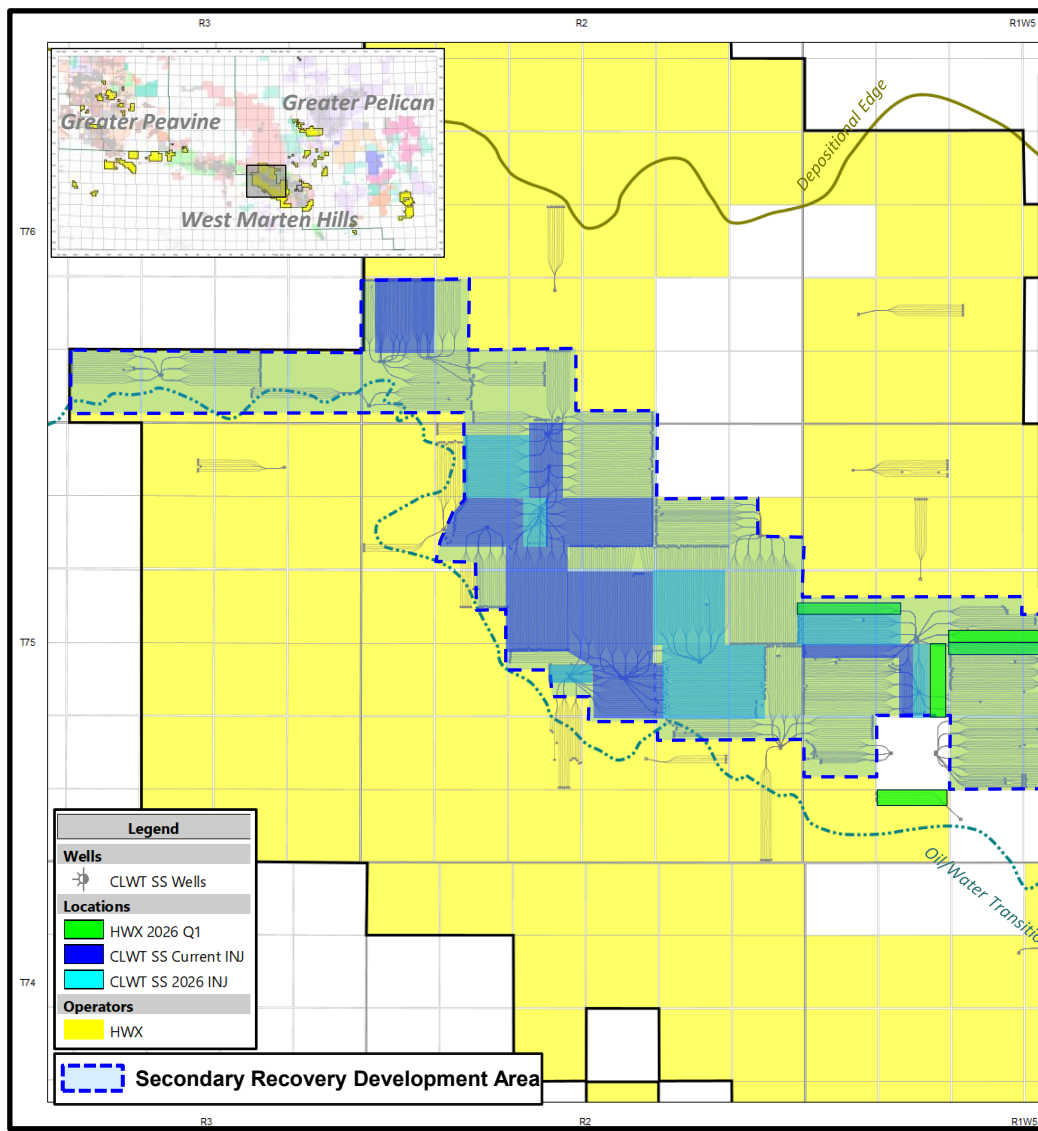 R3 R2 R1W5
Greater Pelican
Greater Peavine
West Marten Hills
Depositional Edge
T76
T75
Oil/Water Transitio
T74
Legend
Wells
CLWT SS Wells
Locations
HWX 2026 Q1
CLWT SS Current INJ
CLWT SS 2026 INJ
Operators
HWX
Secondary Recovery Development Area
R3 R2 R1W5